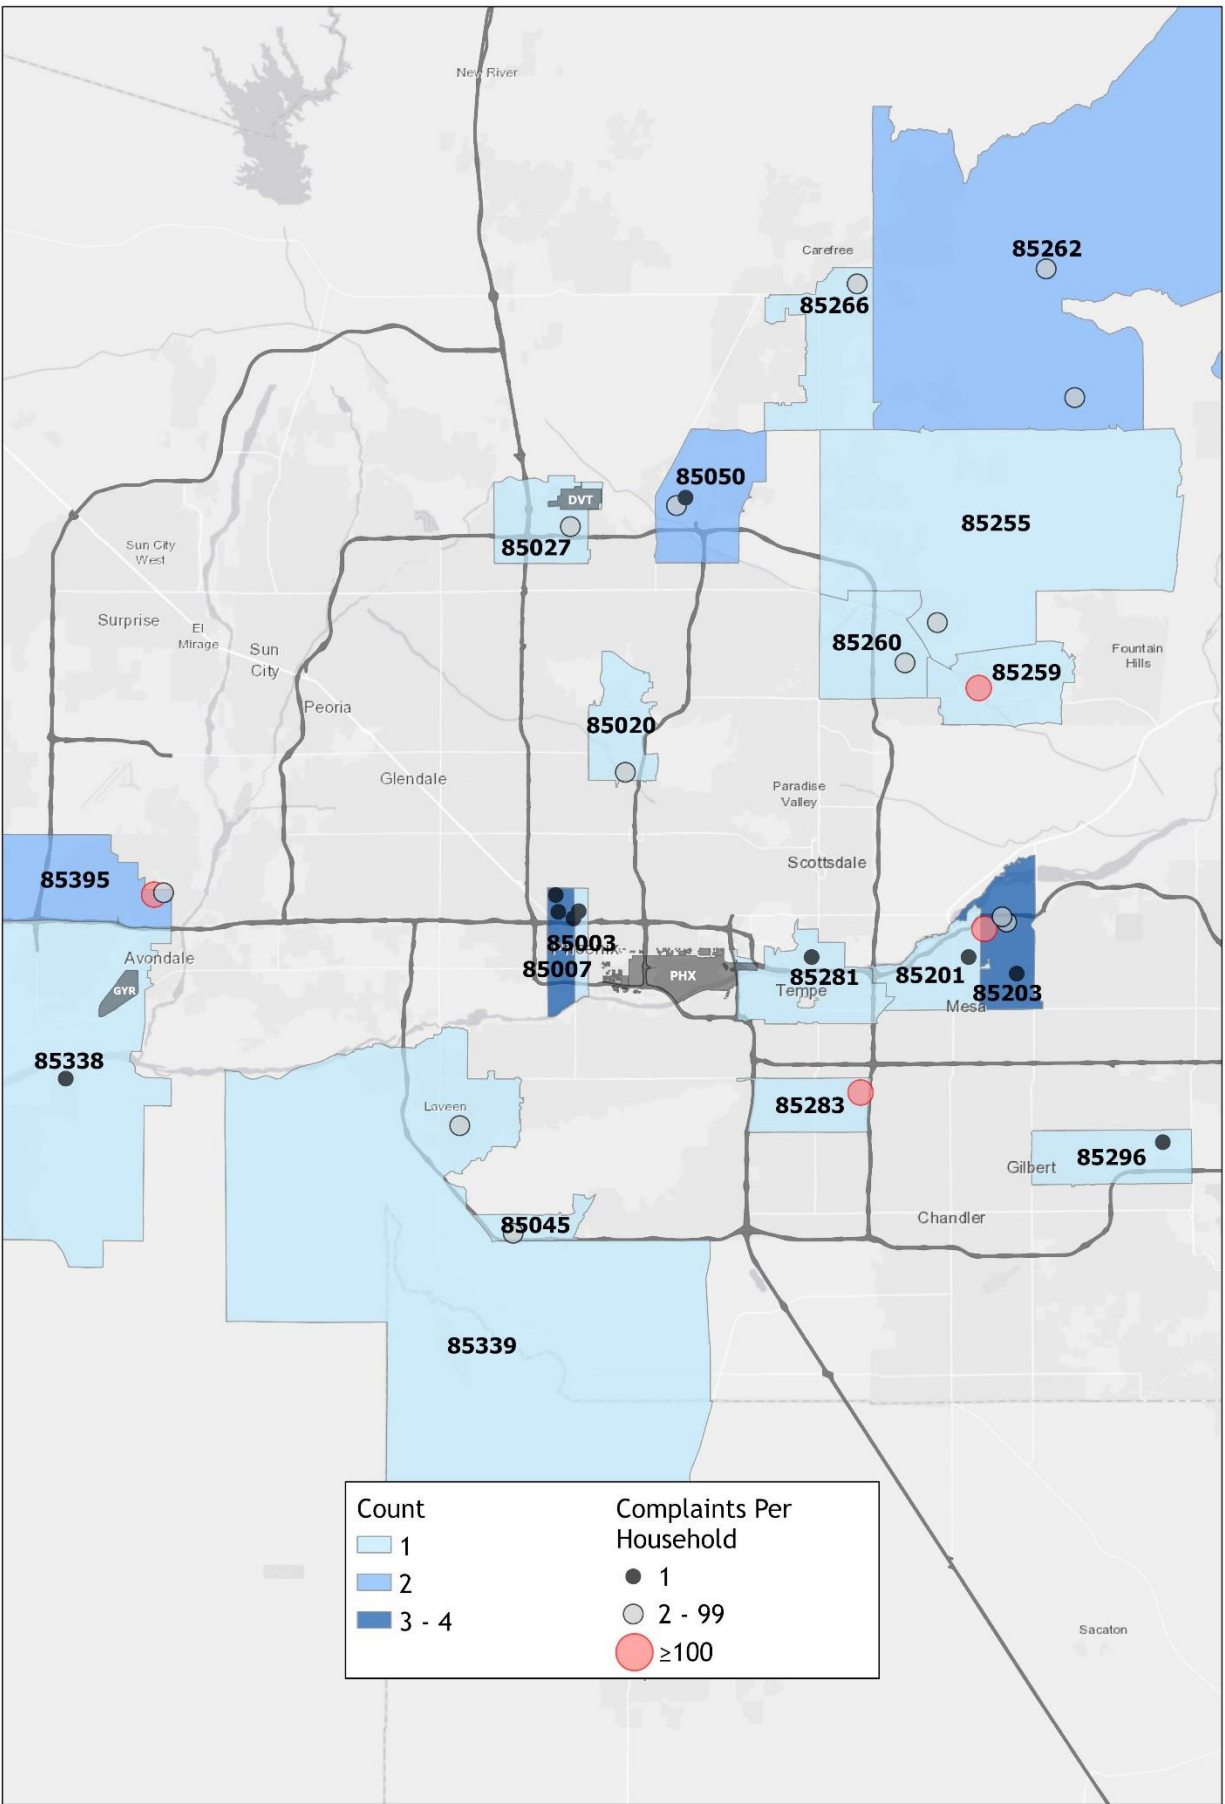 New River
Carefree
85262
85266
85050
DVT
85255
85027
Sun City
West
Surprise
El
Mirage
Sun
City
85260
Fountain
Hills
85259
Peoria
85020
Glendale
Paradise
Valley
Scottsdale
85395
85003
Phoenix
Avondale
85007
PHX
85281
85201
GYR
Tempe
85203
Mesa
85338
Laveen
85283
85296
Gilbert
85045
Chandler
85339
Count
1
2
3 - 4
Complaints Per
Household
1
2 - 99
≥100
Sacaton